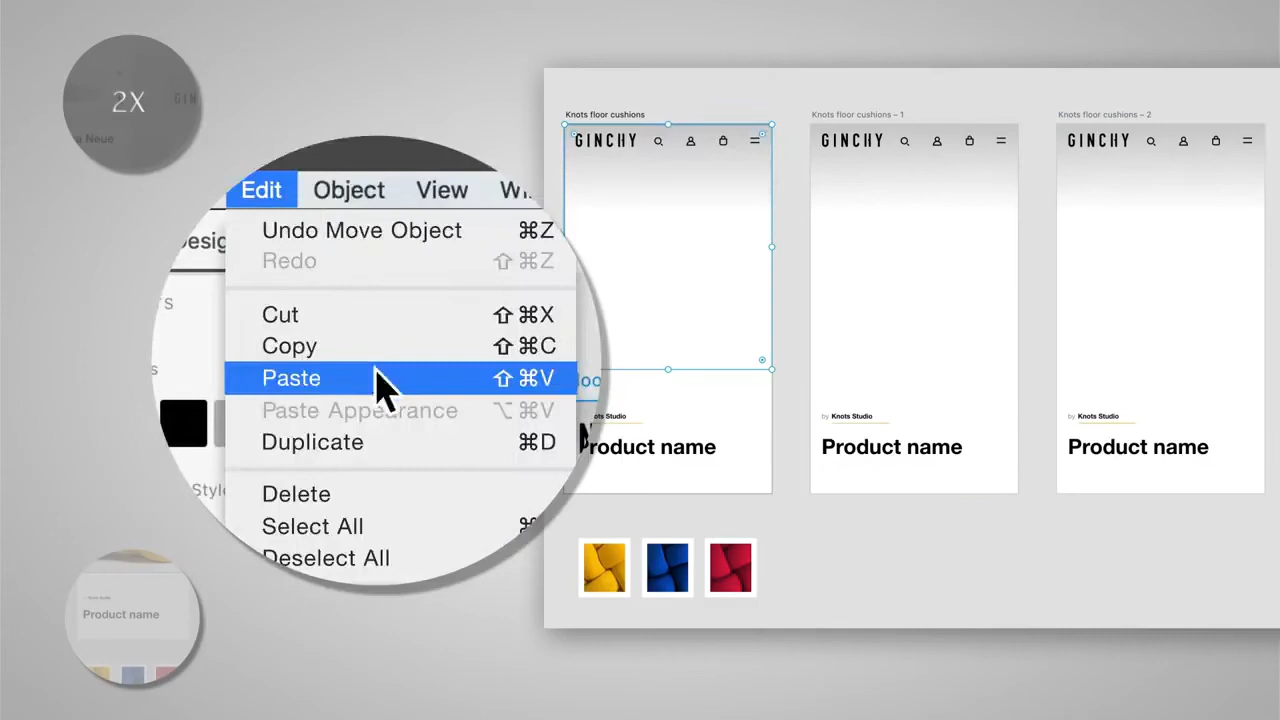 2X
GIN
a Neue
Edit Object View
Undo Move Object ⌘Z
Redo ⇧⌘Z
Cut ⇧⌘X
Copy ⇧⌘C
Paste ⇧⌘V
Paste Appearance ⌥⌘V
Duplicate ⌘D
Delete
Select All ⌘
Deselect All
Knots floor cushions
GINCHY
Knots Studio
Product name
Knots floor cushions – 1
GINCHY
by Knots Studio
Product name
Knots floor cushions – 2
GINCHY
by Knots Studio
Product name
Product name